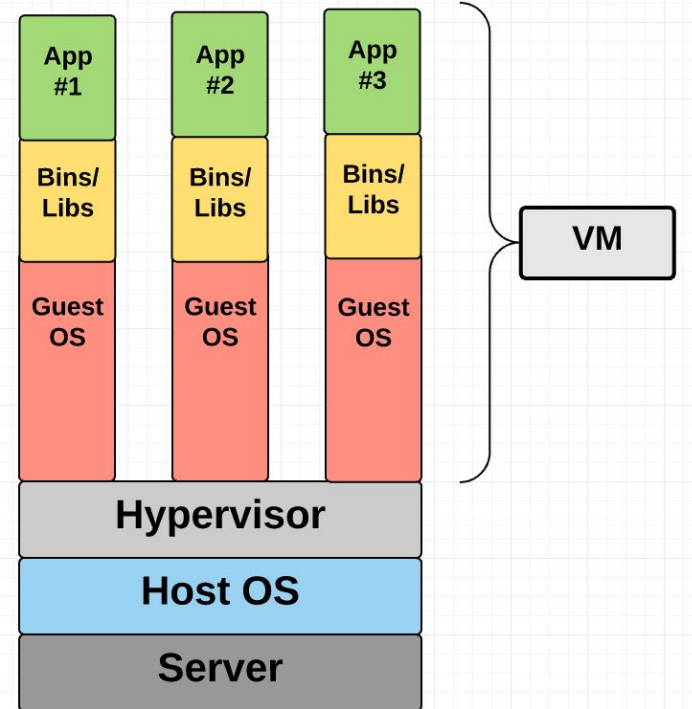 App
#1
App
#2
App
#3
Bins/
Libs
Bins/
Libs
Bins/
Libs
VM
Guest
OS
Guest
OS
Guest
OS
Hypervisor
Host OS
Server